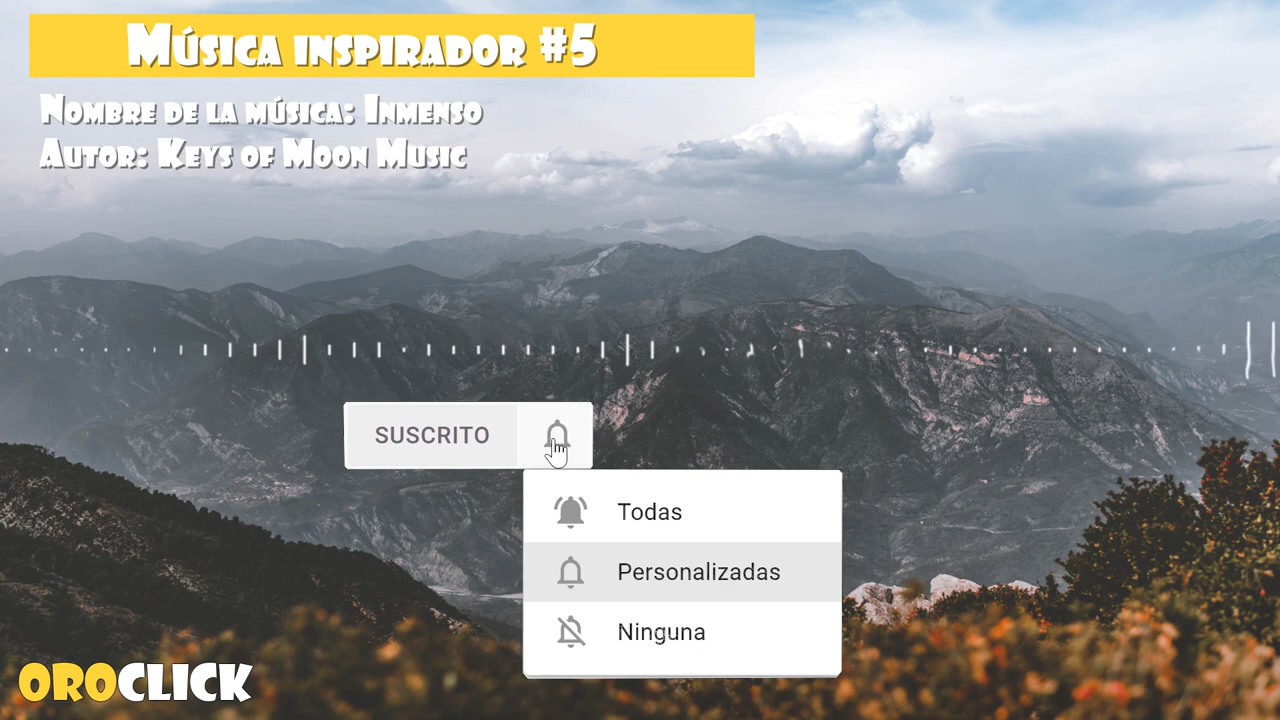 Música inspirador #5
Nombre de la música: Inmenso
Autor: Keys of Moon Music
SUSCRITO
Todas
Personalizadas
Ninguna
OROCLICK